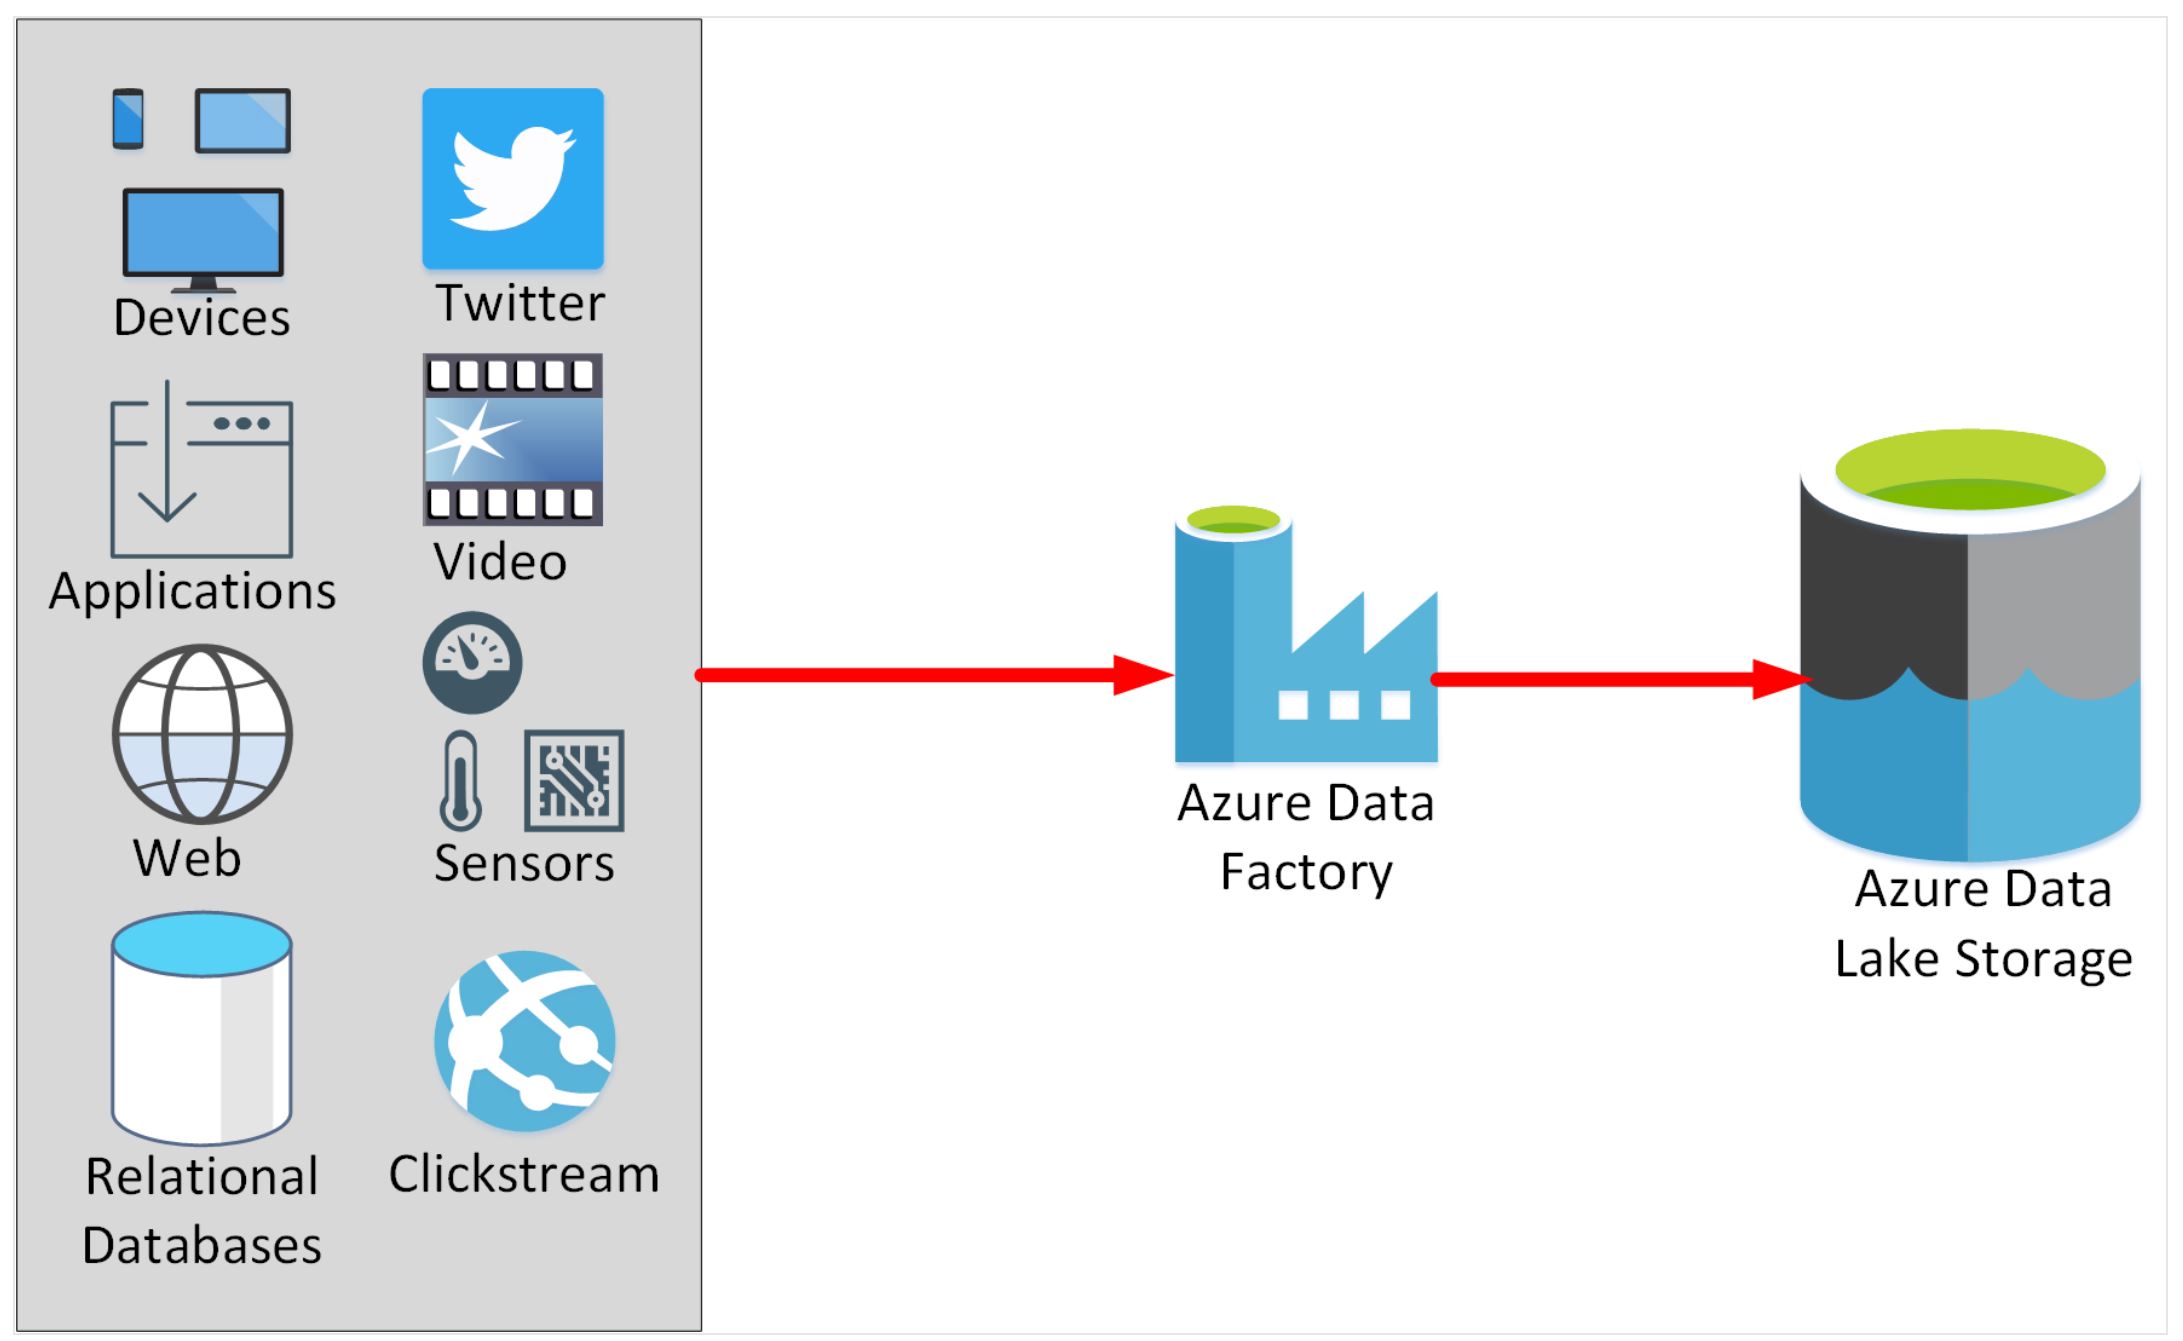 Devices
Twitter
Applications
Video
Web
Sensors
Relational
Databases
Clickstream
Azure Data
Factory
Azure Data
Lake Storage